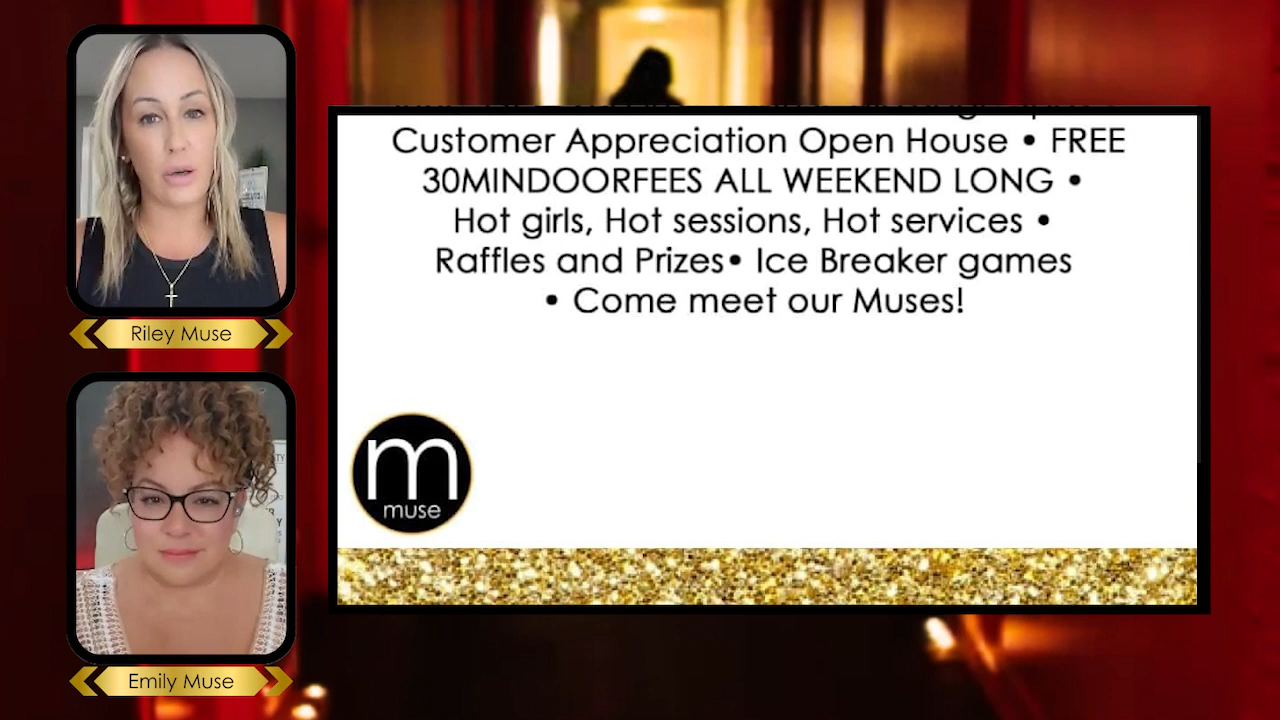 Riley Muse
Emily Muse
Customer Appreciation Open House • FREE
30MINDOORFEES ALL WEEKEND LONG •
Hot girls, Hot sessions, Hot services •
Raffles and Prizes• Ice Breaker games
• Come meet our Muses!
m
muse